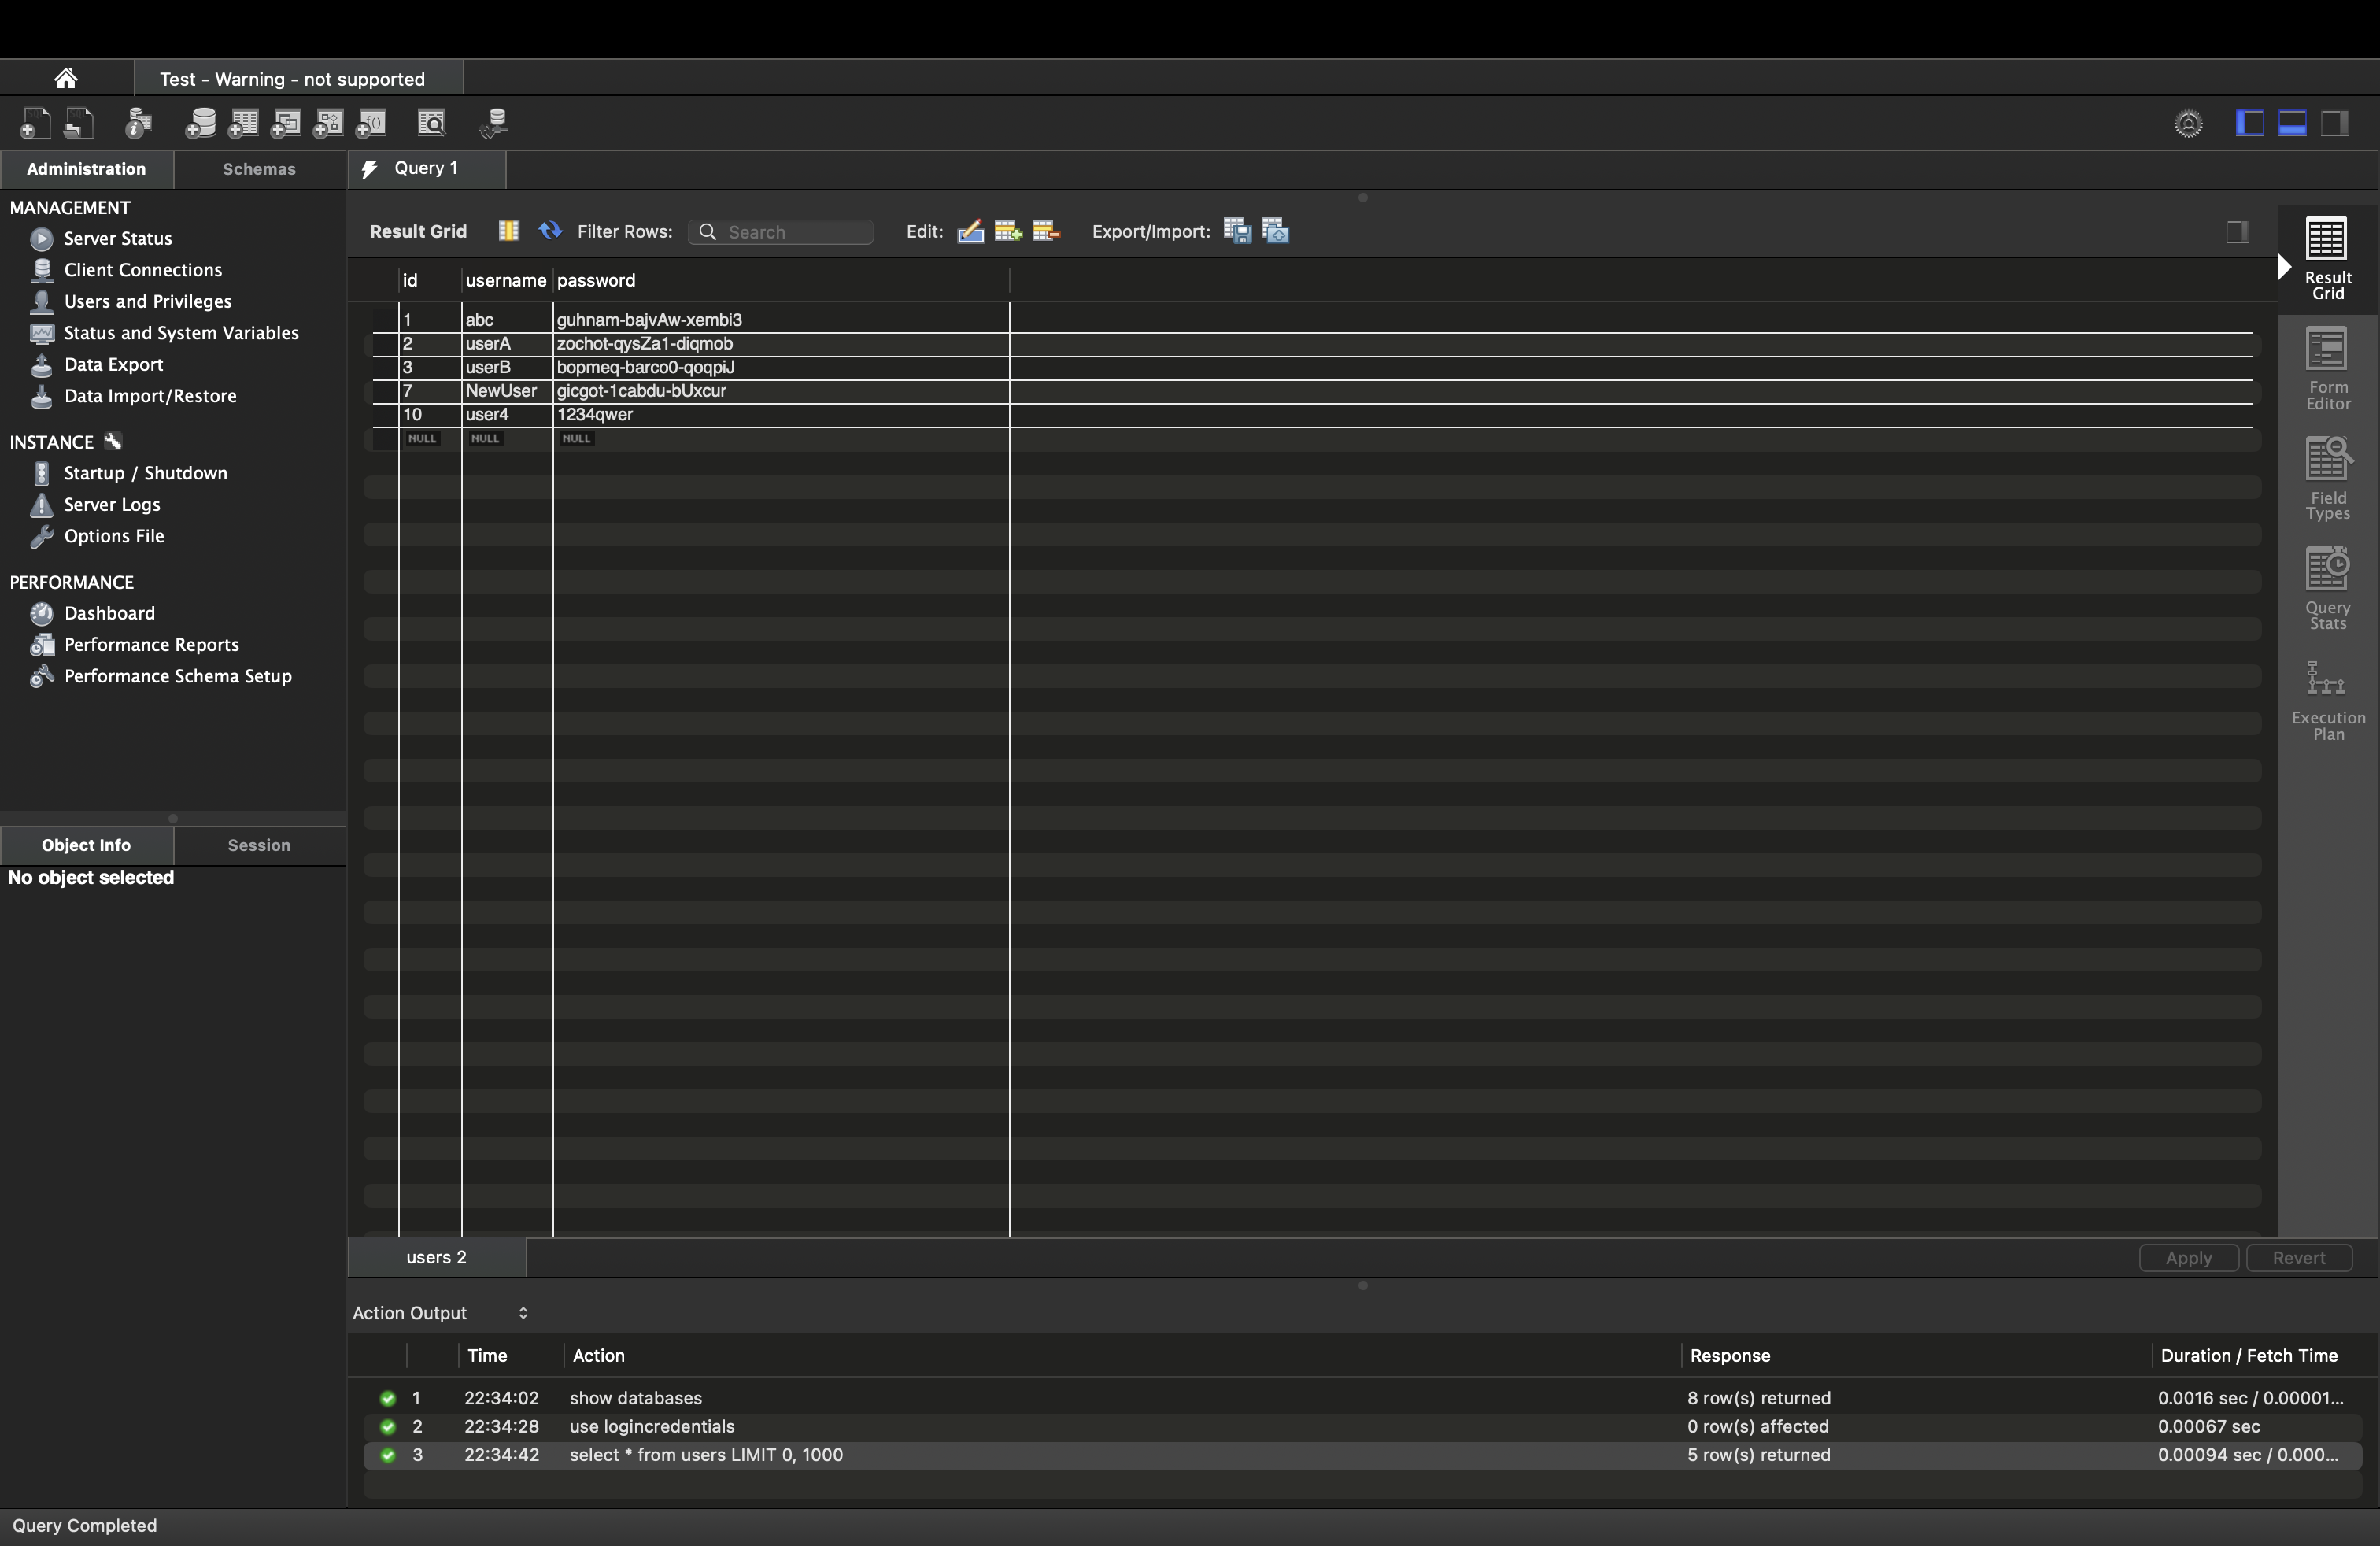 Test - Warning - not supported
Administration Schemas
Query 1
MANAGEMENT
Server Status
Client Connections
Users and Privileges
Status and System Variables
Data Export
Data Import/Restore
INSTANCE
Startup / Shutdown
Server Logs
Options File
PERFORMANCE
Dashboard
Performance Reports
Performance Schema Setup
Object Info Session
No object selected
Result Grid Filter Rows: Search Edit: Export/Import:
id username password
1 abc guhnam-bajvAw-xembi3
2 userA zochot-qysZa1-diqmob
3 userB bopmeq-barco0-qoqpiJ
7 NewUser gicgot-1cabdu-bUxcur
10 user4 1234qwer
NULL NULL NULL
Result
Grid
Form
Editor
Field
Types
Query
Stats
Execution
Plan
users 2 Apply Revert
Action Output
Time Action Response Duration / Fetch Time
1 22:34:02 show databases 8 row(s) returned 0.0016 sec / 0.00001...
2 22:34:28 use logincredentials 0 row(s) affected 0.00067 sec
3 22:34:42 select * from users LIMIT 0, 1000 5 row(s) returned 0.00094 sec / 0.000...
Query Completed